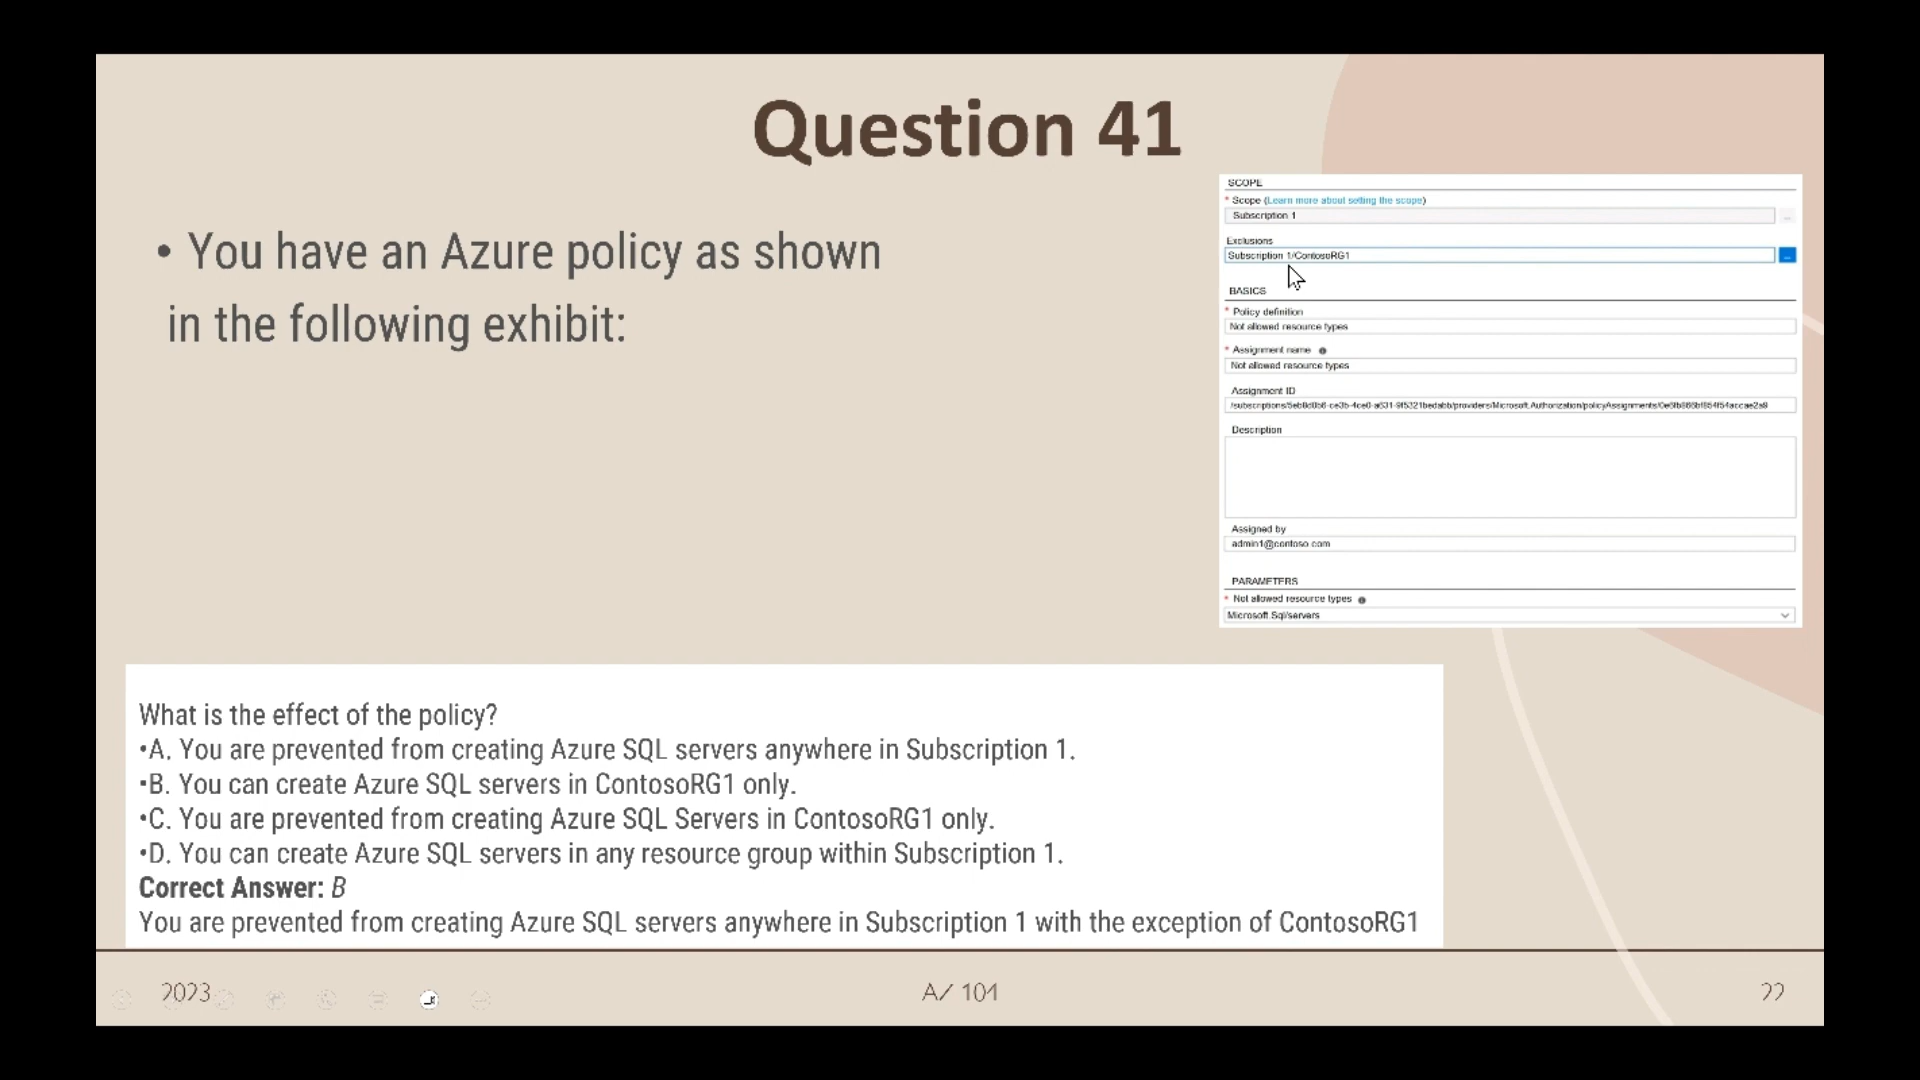 Question 41
• You have an Azure policy as shown
in the following exhibit:
SCOPE
* Scope (Learn more about setting the scope)
Subscription 1
...
Exclusions
Subscription 1/ContosoRG1
...
BASICS
* Policy definition
Not allowed resource types
* Assignment name
Not allowed resource types
Assignment ID
Description
Assigned by
admin1@contoso.com
PARAMETERS
* Not allowed resource types
Microsoft.Sql/servers
What is the effect of the policy?
•A. You are prevented from creating Azure SQL servers anywhere in Subscription 1.
•B. You can create Azure SQL servers in ContosoRG1 only.
•C. You are prevented from creating Azure SQL Servers in ContosoRG1 only.
•D. You can create Azure SQL servers in any resource group within Subscription 1.
Correct Answer: B
You are prevented from creating Azure SQL servers anywhere in Subscription 1 with the exception of ContosoRG1
2023
AZ 104
22